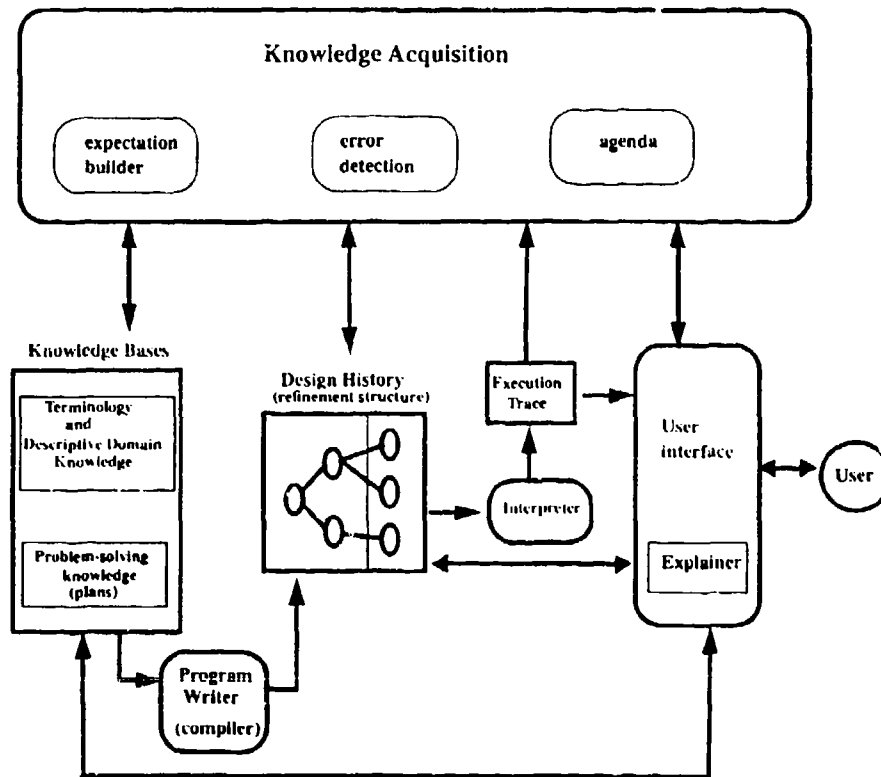 Knowledge Acquisition
expectation
builder
error
detection
agenda
Knowledge Bases
Terminology
and
Descriptive Domain
Knowledge
Problem-solving
knowledge
(plans)
Design History
(refinement structure)
Execution
Trace
Interpreter
User
interface
Explainer
User
Program
Writer
(compiler)